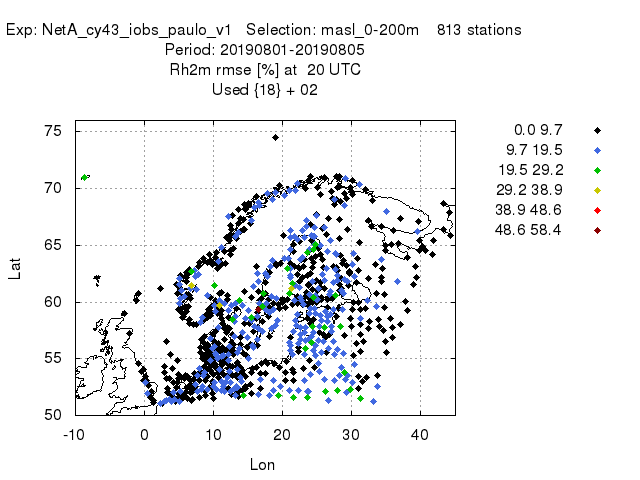 Exp: NetA_cy43_iobs_paulo_v1 Selection: masl_0-200m 813 stations
Period: 20190801-20190805
Rh2m rmse [%] at 20 UTC
Used {18} + 02
75
70
65
60
55
50
Lat
-10 0 10 20 30 40
Lon
0.0 9.7
9.7 19.5
19.5 29.2
29.2 38.9
38.9 48.6
48.6 58.4